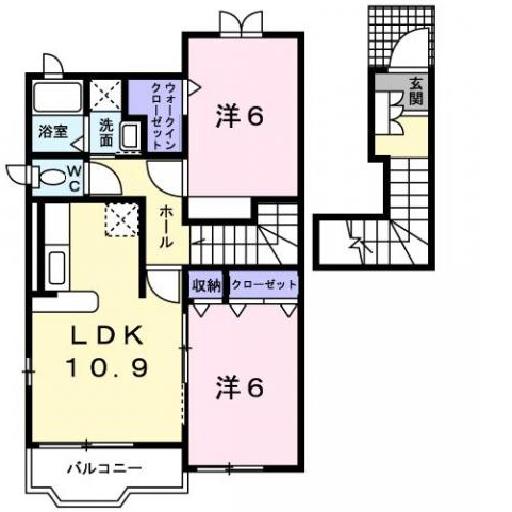 洋6
玄関
ウォークイン
クローゼット
浴室
洗面
WC
ホール
収納
クローゼット
LDK
10.9
洋6
バルコニー